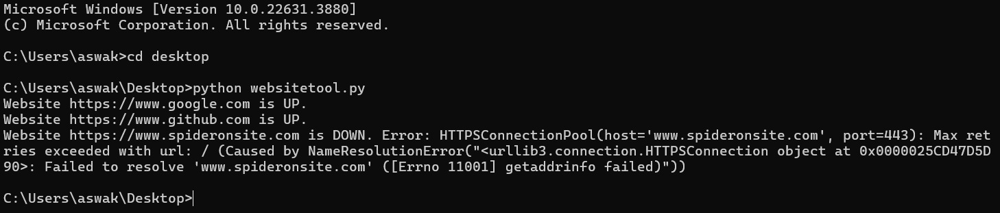 Microsoft Windows [Version 10.0.22631.3880]
(c) Microsoft Corporation. All rights reserved.
C:\Users\aswak>cd desktop
C:\Users\aswak\Desktop>python websitetool.py
Website https://www.google.com is UP.
Website https://www.github.com is UP.
Website https://www.spideronsite.com is DOWN. Error: HTTPSConnectionPool(host='www.spideronsite.com', port=443): Max ret
ries exceeded with url: / (Caused by NameResolutionError("<urllib3.connection.HTTPSConnection object at 0x0000025CD47D5D
90>: Failed to resolve 'www.spideronsite.com' ([Errno 11001] getaddrinfo failed)"))
C:\Users\aswak\Desktop>